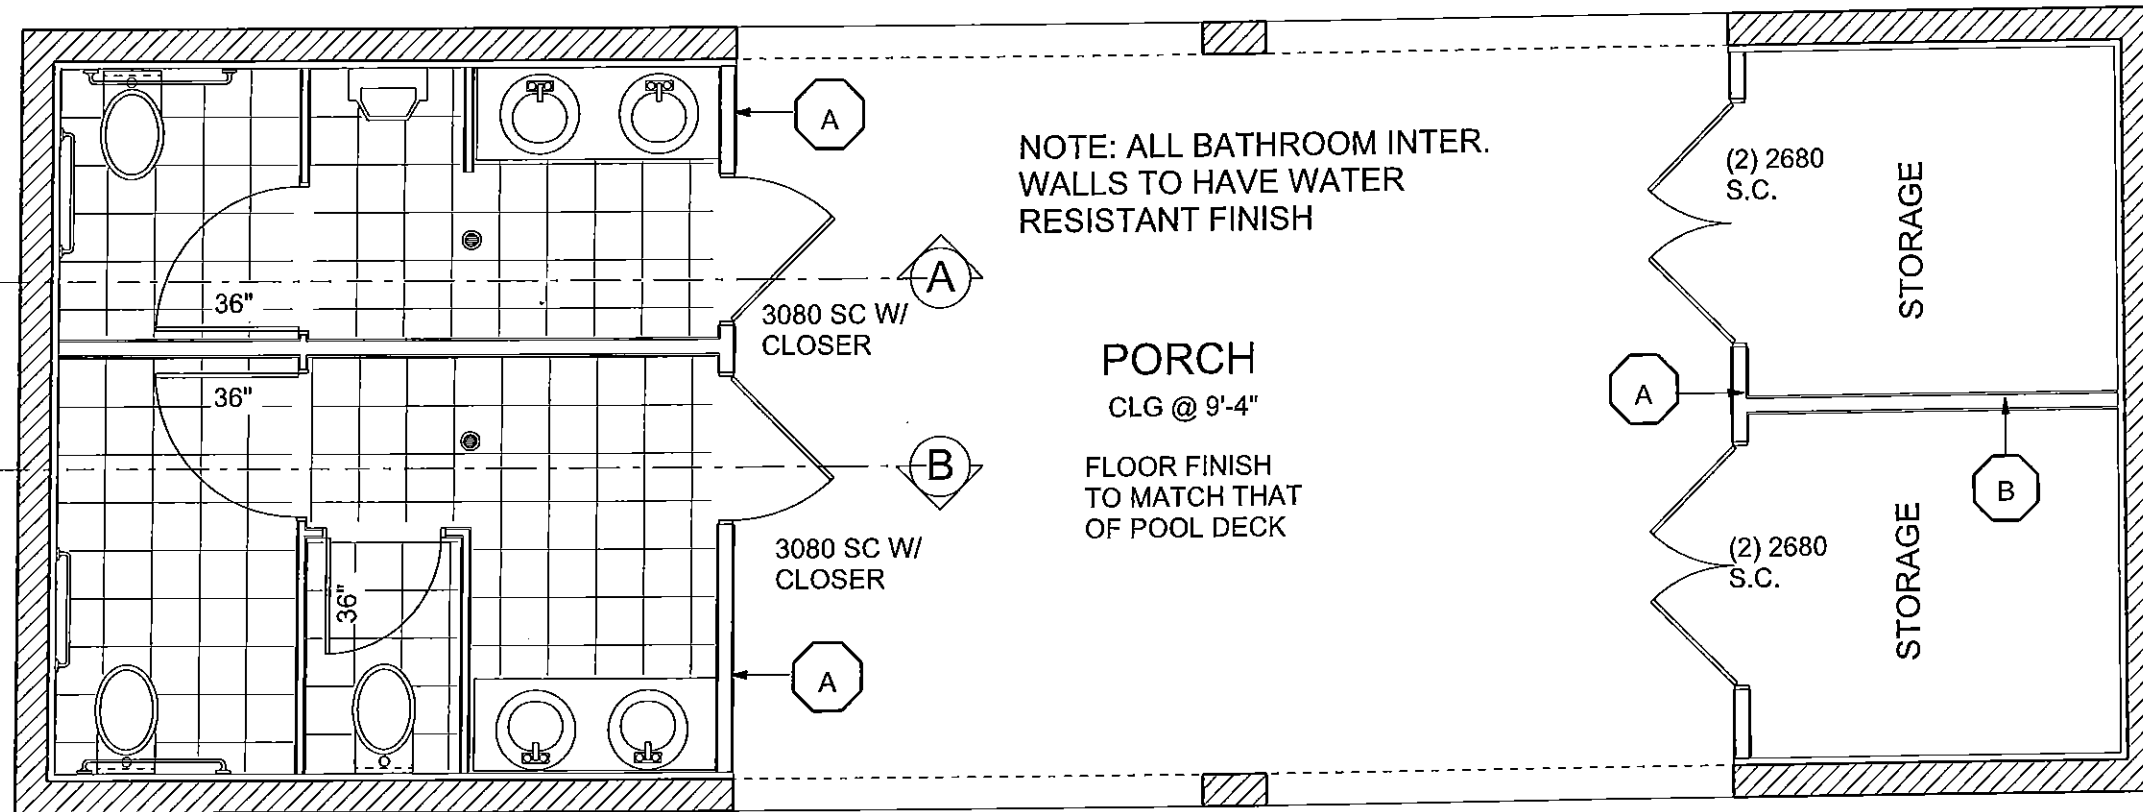 A
NOTE: ALL BATHROOM INTER.
WALLS TO HAVE WATER
RESISTANT FINISH
(2) 2680
S.C.
STORAGE
A
36"
3080 SC W/
CLOSER
PORCH
CLG @ 9'-4"
36"
A
B
FLOOR FINISH
TO MATCH THAT
OF POOL DECK
B
3080 SC W/
CLOSER
(2) 2680
S.C.
STORAGE
36"
A